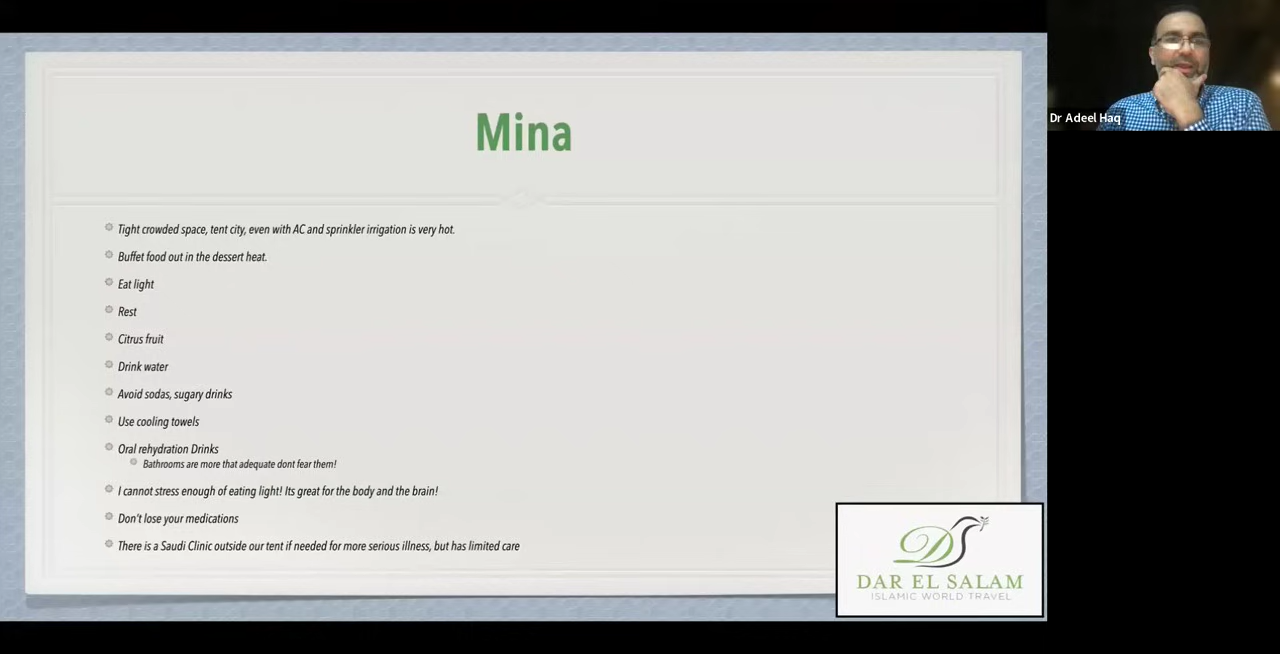 Mina
Dr Adeel Haq
Tight crowded space, tent city, even with AC and sprinkler irrigation is very hot.
Buffet food out in the dessert heat.
Eat light
Rest
Citrus fruit
Drink water
Avoid sodas, sugary drinks
Use cooling towels
Oral rehydration Drinks
Bathrooms are more that adequate dont fear them!
I cannot stress enough of eating light! Its great for the body and the brain!
Don't lose your medications
There is a Saudi Clinic outside our tent if needed for more serious illness, but has limited care
DS
DAR EL SALAM
ISLAMIC WORLD TRAVEL